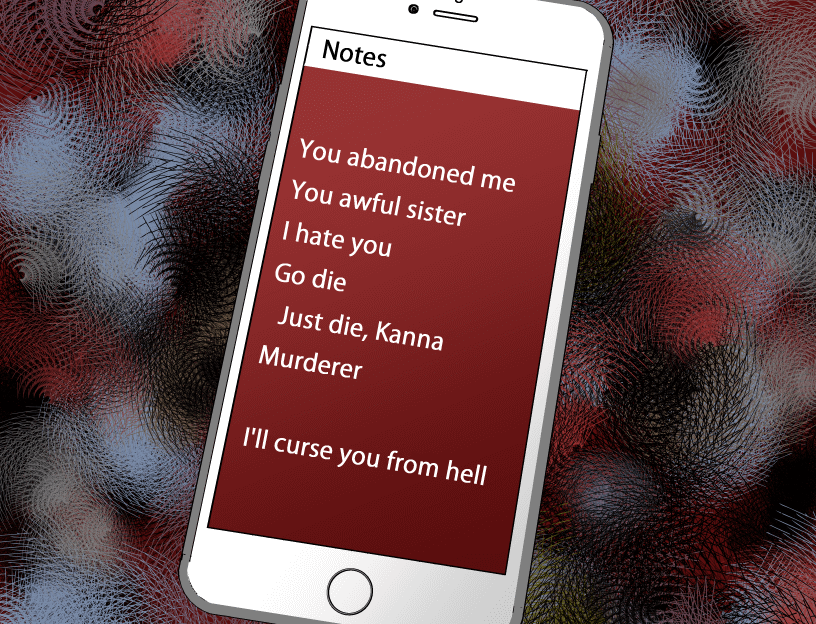 Notes
You abandoned me
You awful sister
I hate you
Go die
Just die, Kanna
Murderer
I'll curse you from hell